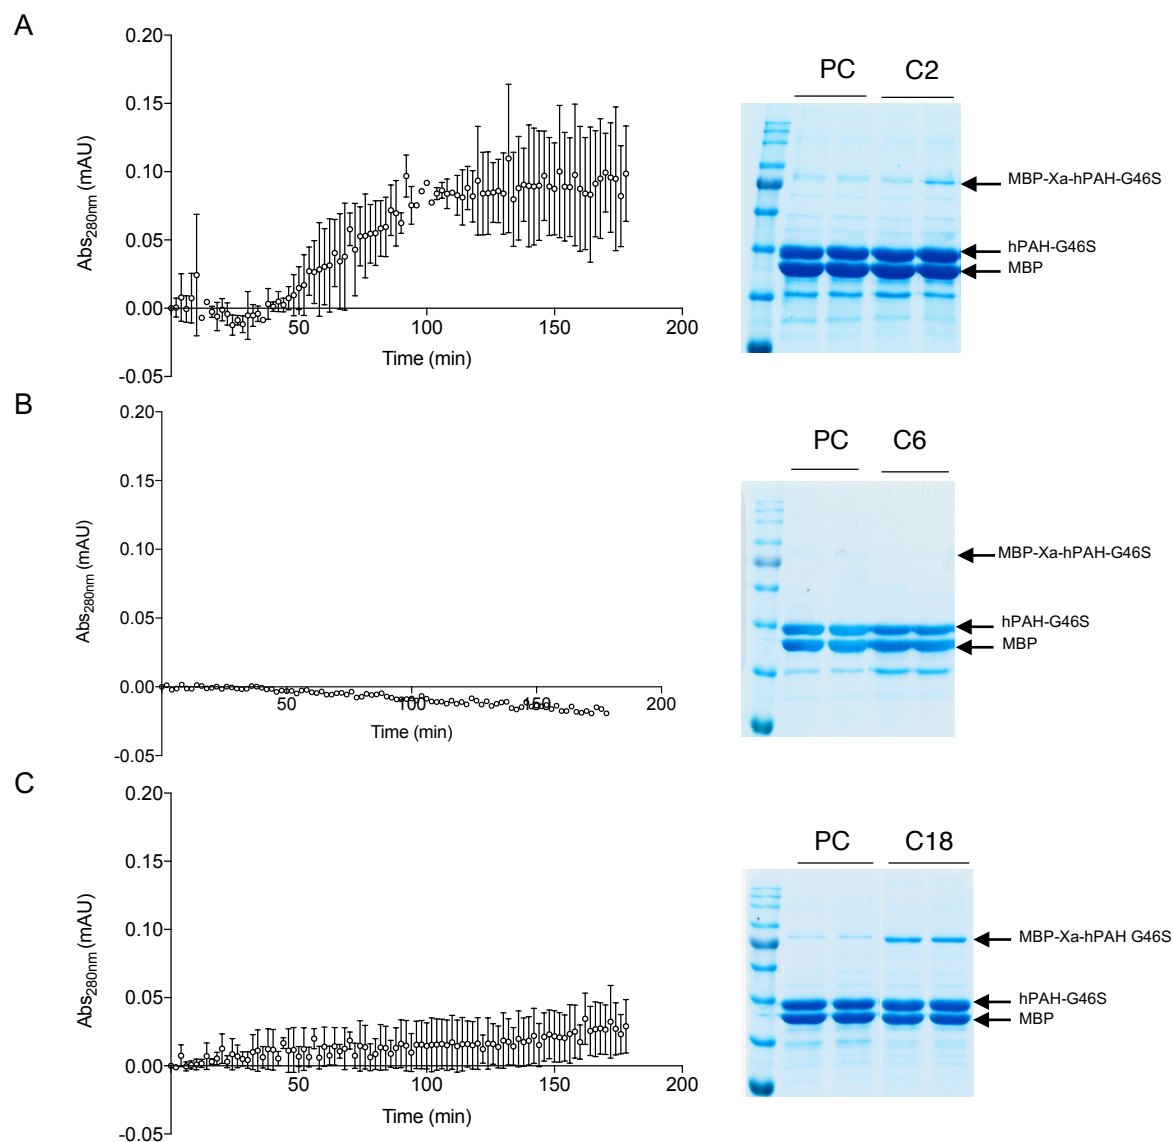 A
0.20
0.15
0.10
0.05
0.00
-0.05
50
100
150
200
Abs280nm (mAU)
Time (min)
PC
C2
MBP-Xa-hPAH-G46S
hPAH-G46S
MBP
B
0.20
0.15
0.10
0.05
0.00
-0.05
50
100
150
200
Abs280nm (mAU)
Time (min)
PC
C6
MBP-Xa-hPAH-G46S
hPAH-G46S
MBP
C
0.20
0.15
0.10
0.05
0.00
-0.05
50
100
150
200
Abs280nm (mAU)
Time (min)
PC
C18
MBP-Xa-hPAH G46S
hPAH-G46S
MBP